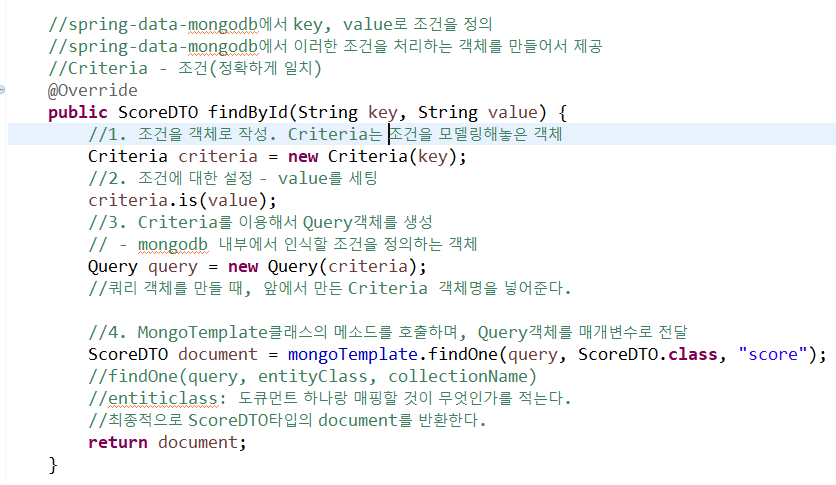 //spring-data-mongodb에서 key, value로 조건을 정의
//spring-data-mongodb에서 이러한 조건을 처리하는 객체를 만들어서 제공
//Criteria - 조건(정확하게 일치)
@Override
public ScoreDTO findById(String key, String value) {
//1. 조건을 객체로 작성. Criteria는 조건을 모델링해놓은 객체
Criteria criteria = new Criteria(key);
//2. 조건에 대한 설정 - value를 세팅
criteria.is(value);
//3. Criteria를 이용해서 Query객체를 생성
// - mongodb 내부에서 인식할 조건을 정의하는 객체
Query query = new Query(criteria);
//쿼리 객체를 만들 때, 앞에서 만든 Criteria 객체명을 넣어준다.
//4. MongoTemplate클래스의 메소드를 호출하며, Query객체를 매개변수로 전달
ScoreDTO document = mongoTemplate.findOne(query, ScoreDTO.class, "score");
//findOne(query, entityClass, collectionName)
//entiticlass: 도큐먼트 하나랑 매핑할 것이 무엇인가를 적는다.
//최종적으로 ScoreDTO타입의 document를 반환한다.
return document;
}